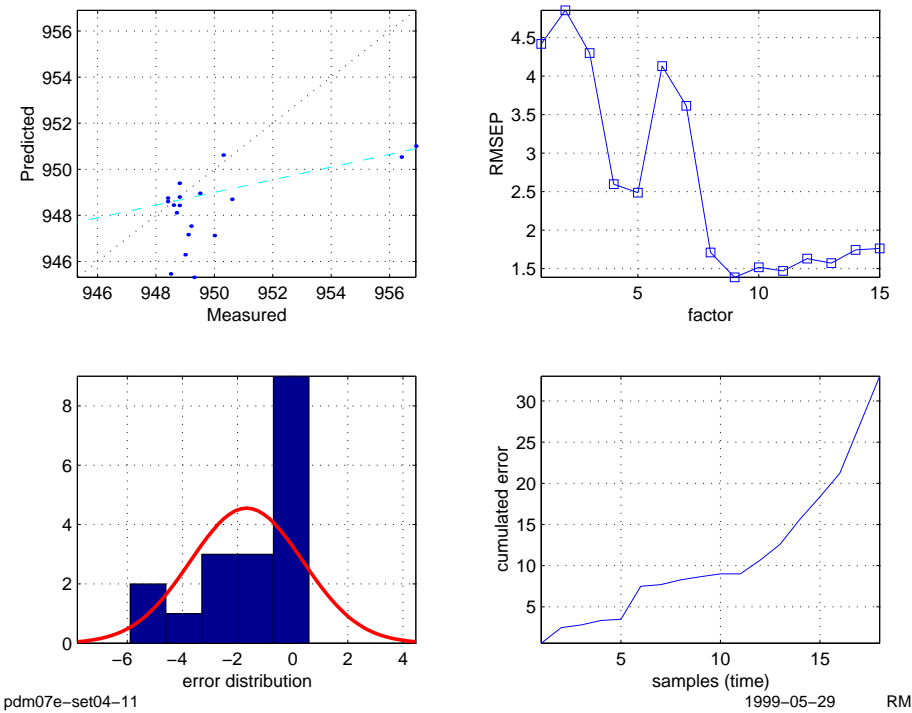 956
954
952
950
948
946
946 948 950 952 954 956
Predicted
Measured
4.5
4
3.5
3
2.5
2
1.5
5 10 15
RMSEP
factor
8
6
4
2
0
−6 −4 −2 0 2 4
error distribution
30
25
20
15
10
5
5 10 15
cumulated error
samples (time)
pdm07e−set04−11
1999−05−29 RM